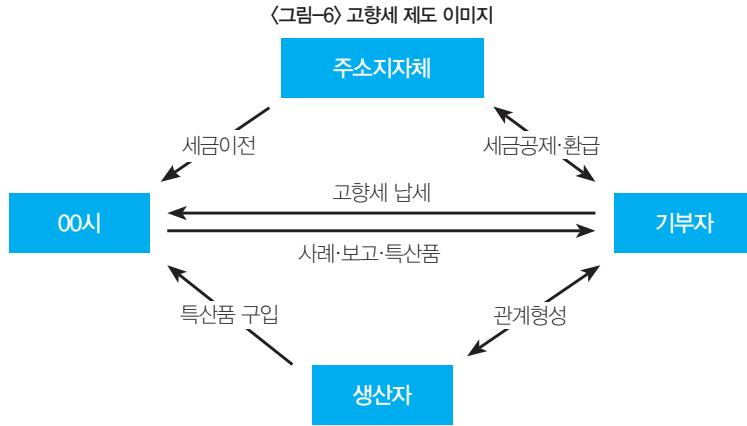 <그림-6> 고향세 제도 이미지
주소지자체
세금이전
세금공제·환급
고향세 납세
00시
기부자
사례·보고·특산품
특산품 구입
관계형성
생산자